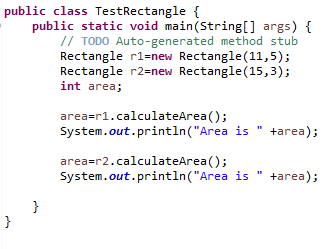 public class TestRectangle {
    public static void main(String[] args) {
        // TODO Auto-generated method stub
        Rectangle r1=new Rectangle(11,5);
        Rectangle r2=new Rectangle(15,3);
        int area;

        area=r1.calculateArea();
        System.out.println("Area is " +area);

        area=r2.calculateArea();
        System.out.println("Area is " +area);

    }
}